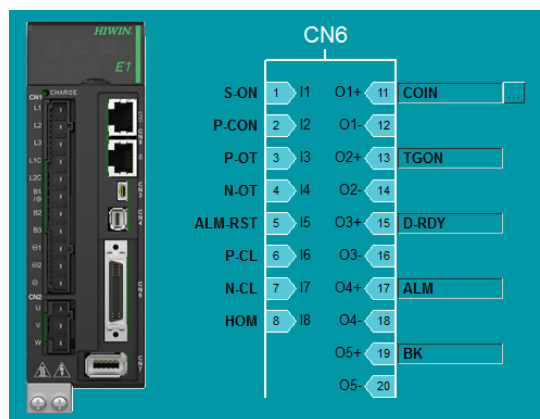 HIWIN
E1
CHARGE
CN1
L1
L2
L3
L1C
L2C
B1
/⊕
B2
B3
⊖1
⊖2
⊖
CN2
U
V
W
CN6
S-ON 1 I1 O1+ 11 COIN ...
P-CON 2 I2 O1- 12
P-OT 3 I3 O2+ 13 TGON
N-OT 4 I4 O2- 14
ALM-RST 5 I5 O3+ 15 D-RDY
P-CL 6 I6 O3- 16
N-CL 7 I7 O4+ 17 ALM
HOM 8 I8 O4- 18
O5+ 19 BK
O5- 20